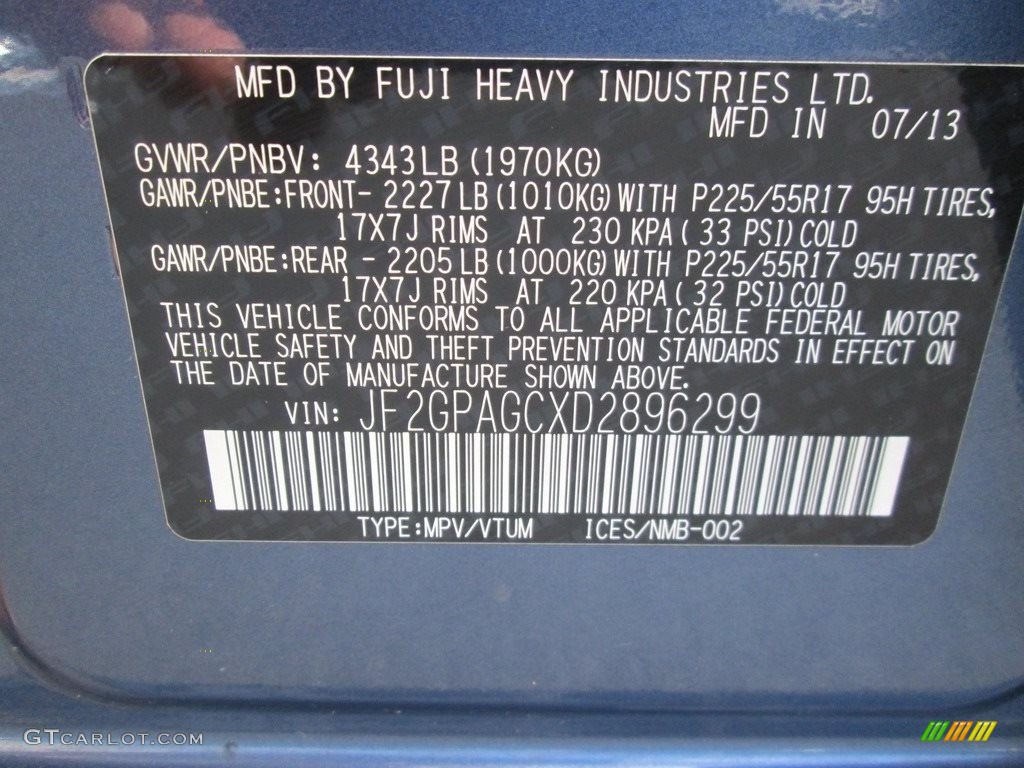 MFD BY FUJI HEAVY INDUSTRIES LTD.
MFD IN 07/13
GVWR/PNBV: 4343LB (1970KG)
GAWR/PNBE:FRONT- 2227LB (1010KG) WITH P225/55R17 95H TIRES,
17X7J RIMS AT 230 KPA( 33 PSI) COLD
GAWR/PNBE:REAR - 2205LB (1000KG) WITH P225/55R17 95H TIRES,
17X7J RIMS AT 220 KPA( 32 PSI) COLD
THIS VEHICLE CONFORMS TO ALL APPLICABLE FEDERAL MOTOR
VEHICLE SAFETY AND THEFT PREVENTION STANDARDS IN EFFECT ON
THE DATE OF MANUFACTURE SHOWN ABOVE.
VIN: JF2GPAGCXD2896299
TYPE:MPV/VTUM ICES/NMB-002
GTCARLOT.COM